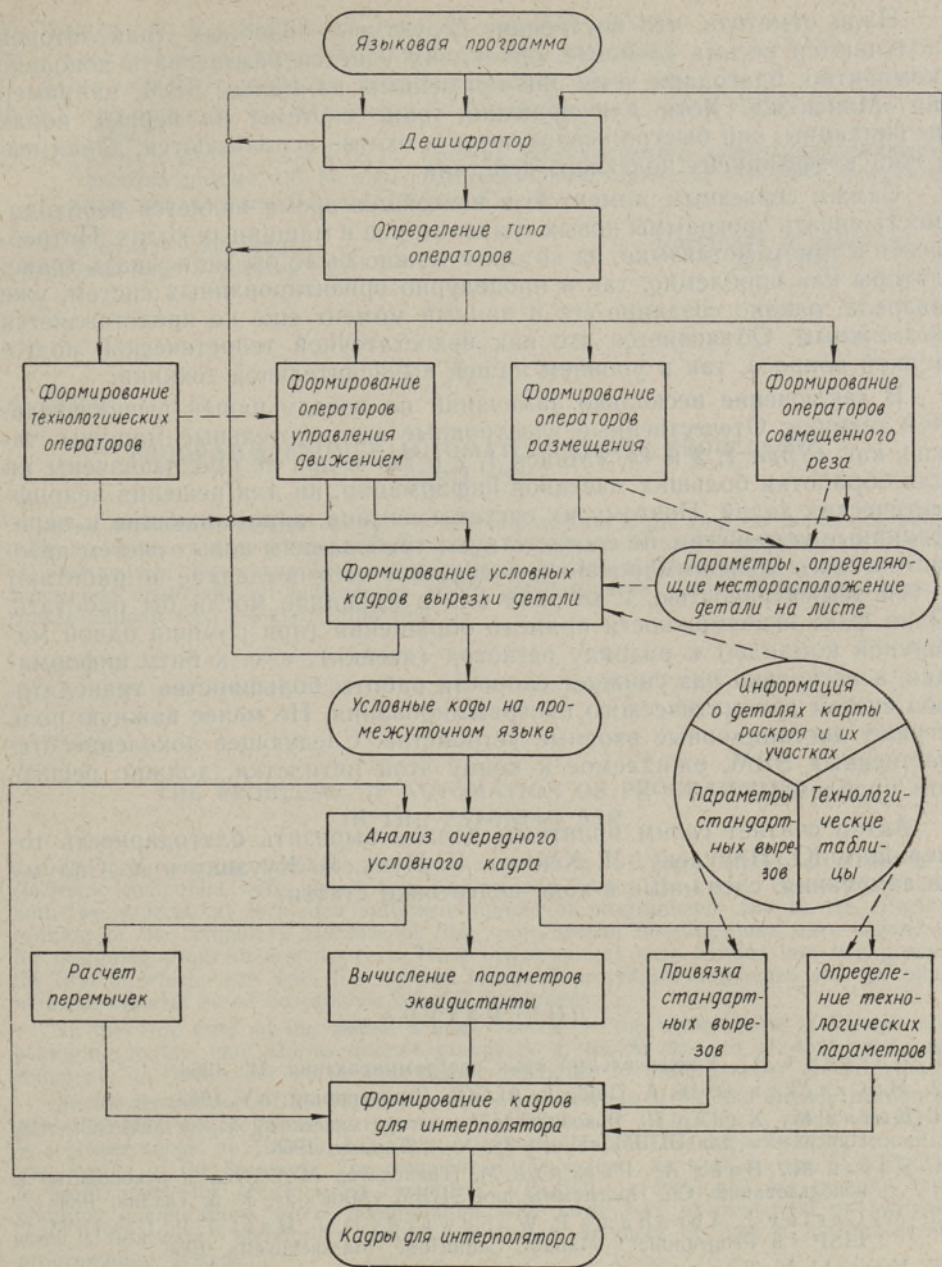 Языковая программа
Дешифратор
Определение типа
операторов
Формирование
технологических
операторов
Формирование
операторов
управления
движением
Формирование
операторов
размещения
Формирование
операторов
совмещенного
реза
Формирование условных
кадров вырезки детали
Параметры, определяю-
щие месторасположение
детали на листе
Условные коды на про-
межуточном языке
Информация
о деталях карты
раскроя и их
участках
Параметры
стандарт-
ных выре-
зов
Технологи-
ческие
табли-
цы
Анализ очередного
условного кадра
Расчет
перемычек
Вычисление параметров
эквидистанты
Привязка
стандарт-
ных выре-
зов
Определе-
ние техно-
логических
параметров
Формирование кадров
для интерполятора
Кадры для интерполятора